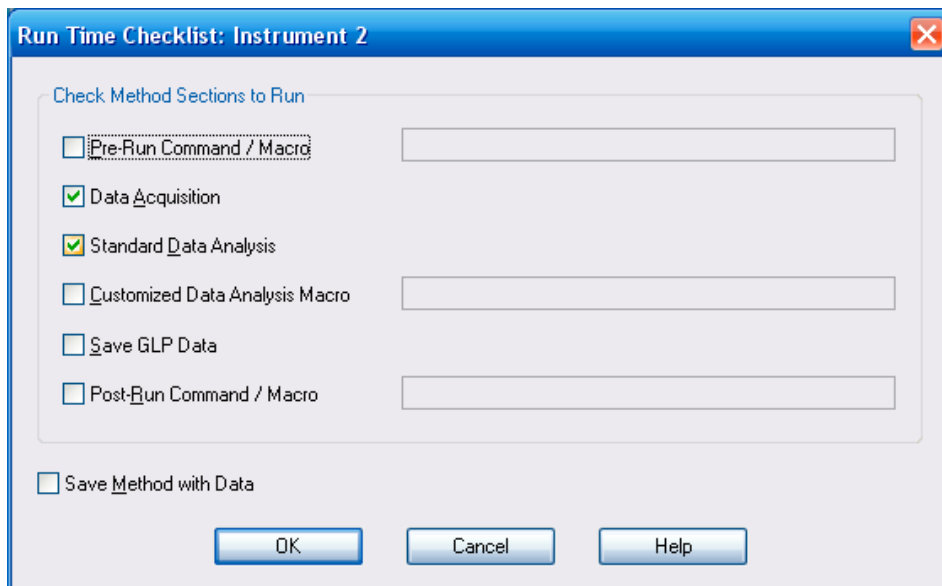 Run Time Checklist: Instrument 2
Check Method Sections to Run
Pre-Run Command / Macro
Data Acquisition
Standard Data Analysis
Customized Data Analysis Macro
Save GLP Data
Post-Run Command / Macro
Save Method with Data
OK Cancel Help